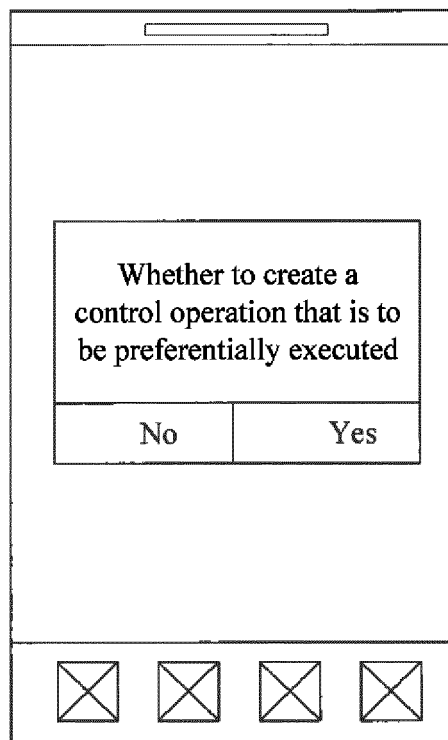 Whether to create a
control operation that is to
be preferentially executed
No
Yes